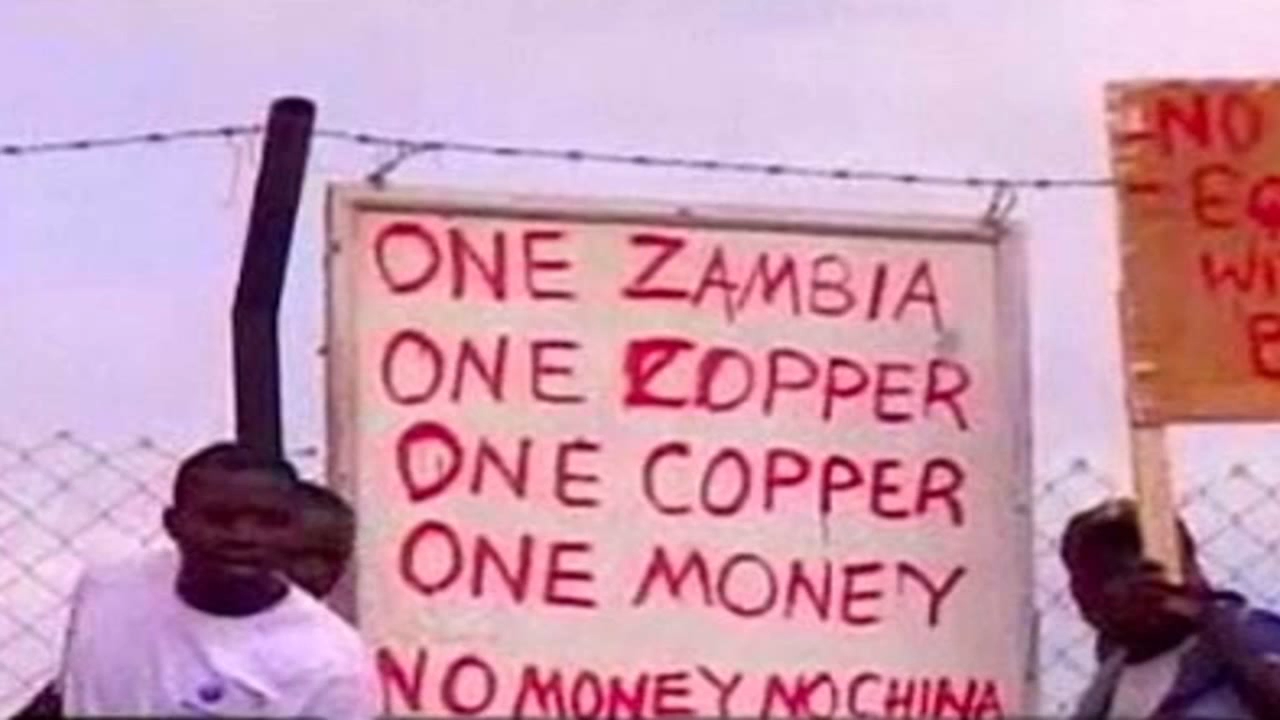 ONE ZAMBIA
ONE COPPER
ONE COPPER
ONE MONEY
NO MONEY NO CHINA
-NO